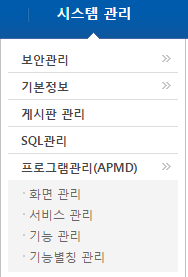 시스템 관리
보안관리
기본정보
게시판 관리
SQL관리
프로그램관리(APMD)
· 화면 관리
· 서비스 관리
· 기능 관리
· 기능별칭 관리